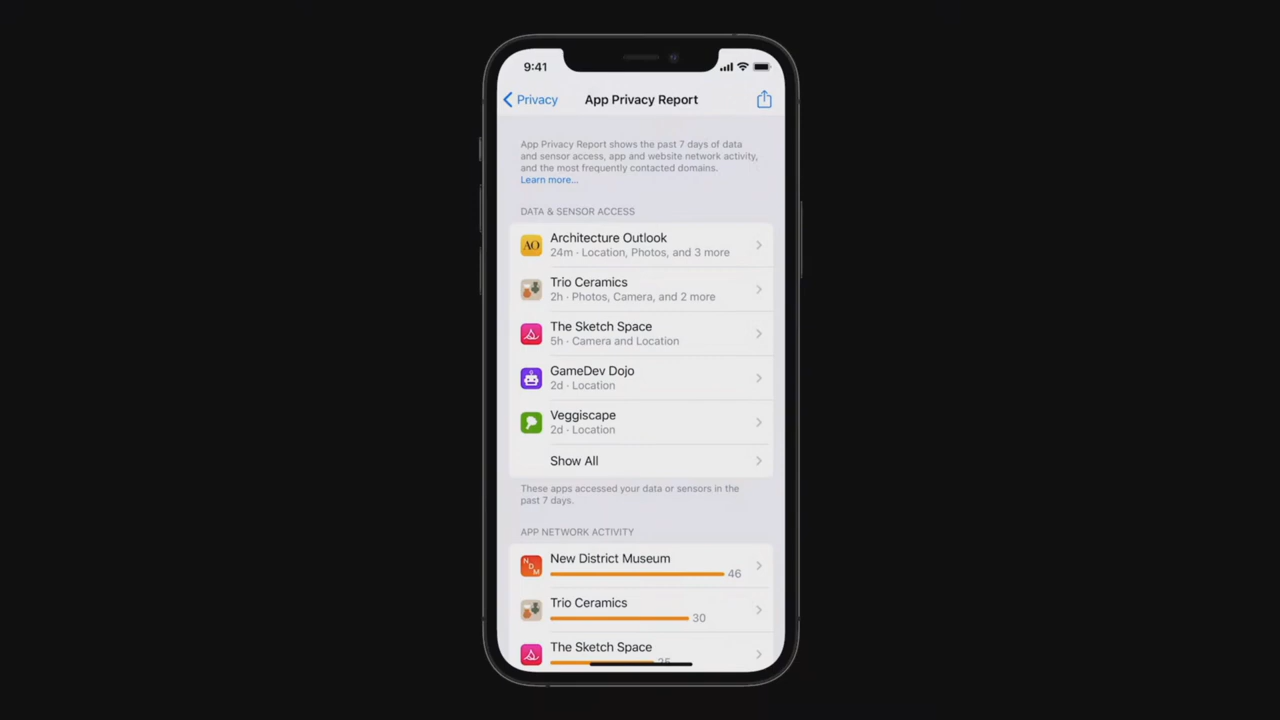 9:41
Privacy
App Privacy Report
App Privacy Report shows the past 7 days of data
and sensor access, app and website network activity,
and the most frequently contacted domains.
Learn more...
DATA & SENSOR ACCESS
AO
Architecture Outlook
24m · Location, Photos, and 3 more
Trio Ceramics
2h · Photos, Camera, and 2 more
The Sketch Space
5h · Camera and Location
GameDev Dojo
2d · Location
Veggiscape
2d · Location
Show All
These apps accessed your data or sensors in the
past 7 days.
APP NETWORK ACTIVITY
NDM
New District Museum
46
Trio Ceramics
30
The Sketch Space
25